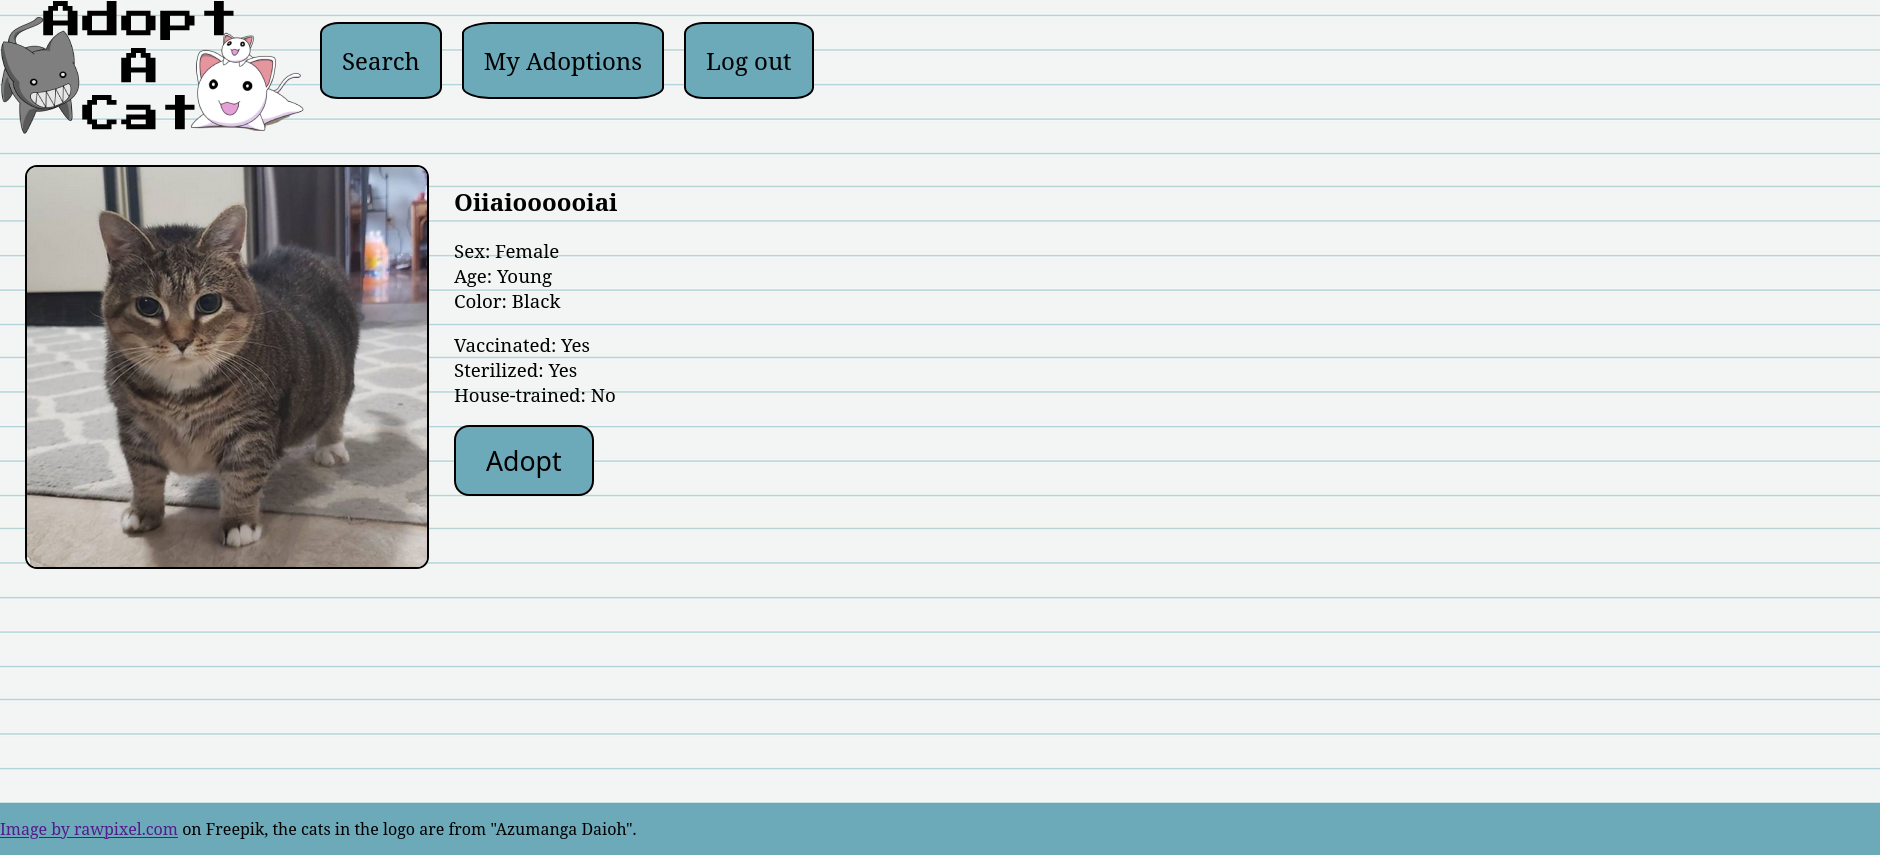 Adopt
A
Cat
Search
My Adoptions
Log out
Oiiaioooooiai
Sex: Female
Age: Young
Color: Black
Vaccinated: Yes
Sterilized: Yes
House-trained: No
Adopt
Image by rawpixel.com on Freepik, the cats in the logo are from "Azumanga Daioh".